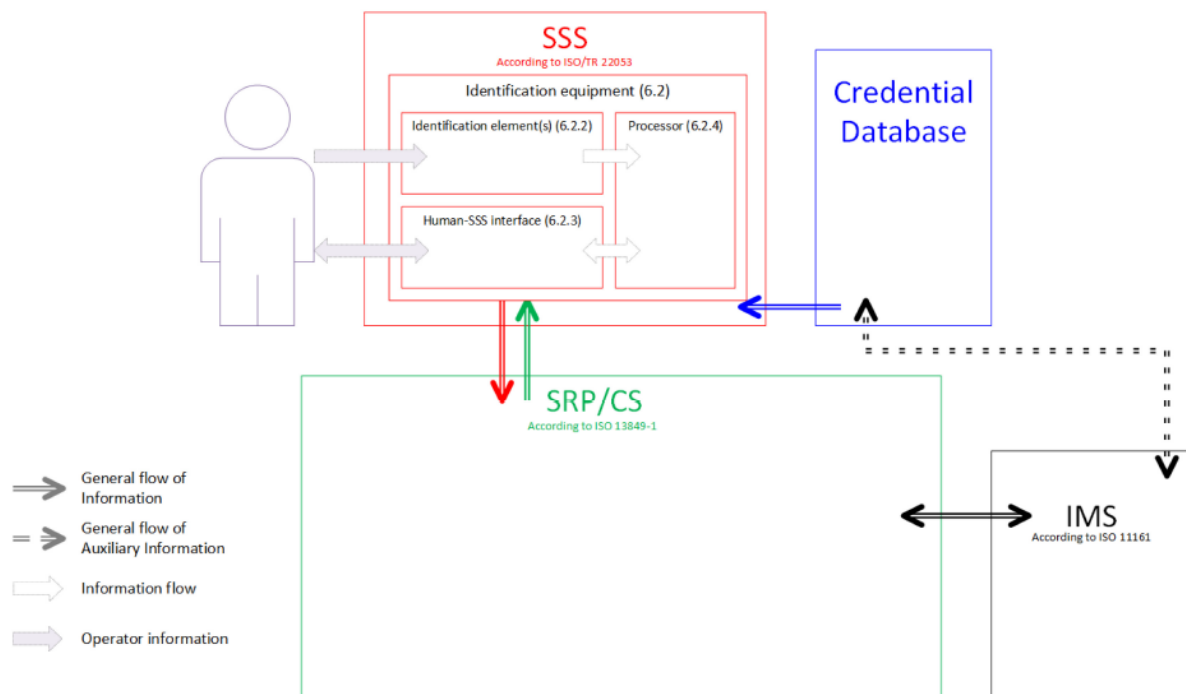 SSS
According to ISO/TR 22053
Identification equipment (6.2)
Identification element(s) (6.2.2)
Processor (6.2.4)
Human-SSS interface (6.2.3)
Credential
Database
SRP/CS
According to ISO 13849-1
IMS
According to ISO 11161
General flow of
Information
General flow of
Auxiliary Information
Information flow
Operator information